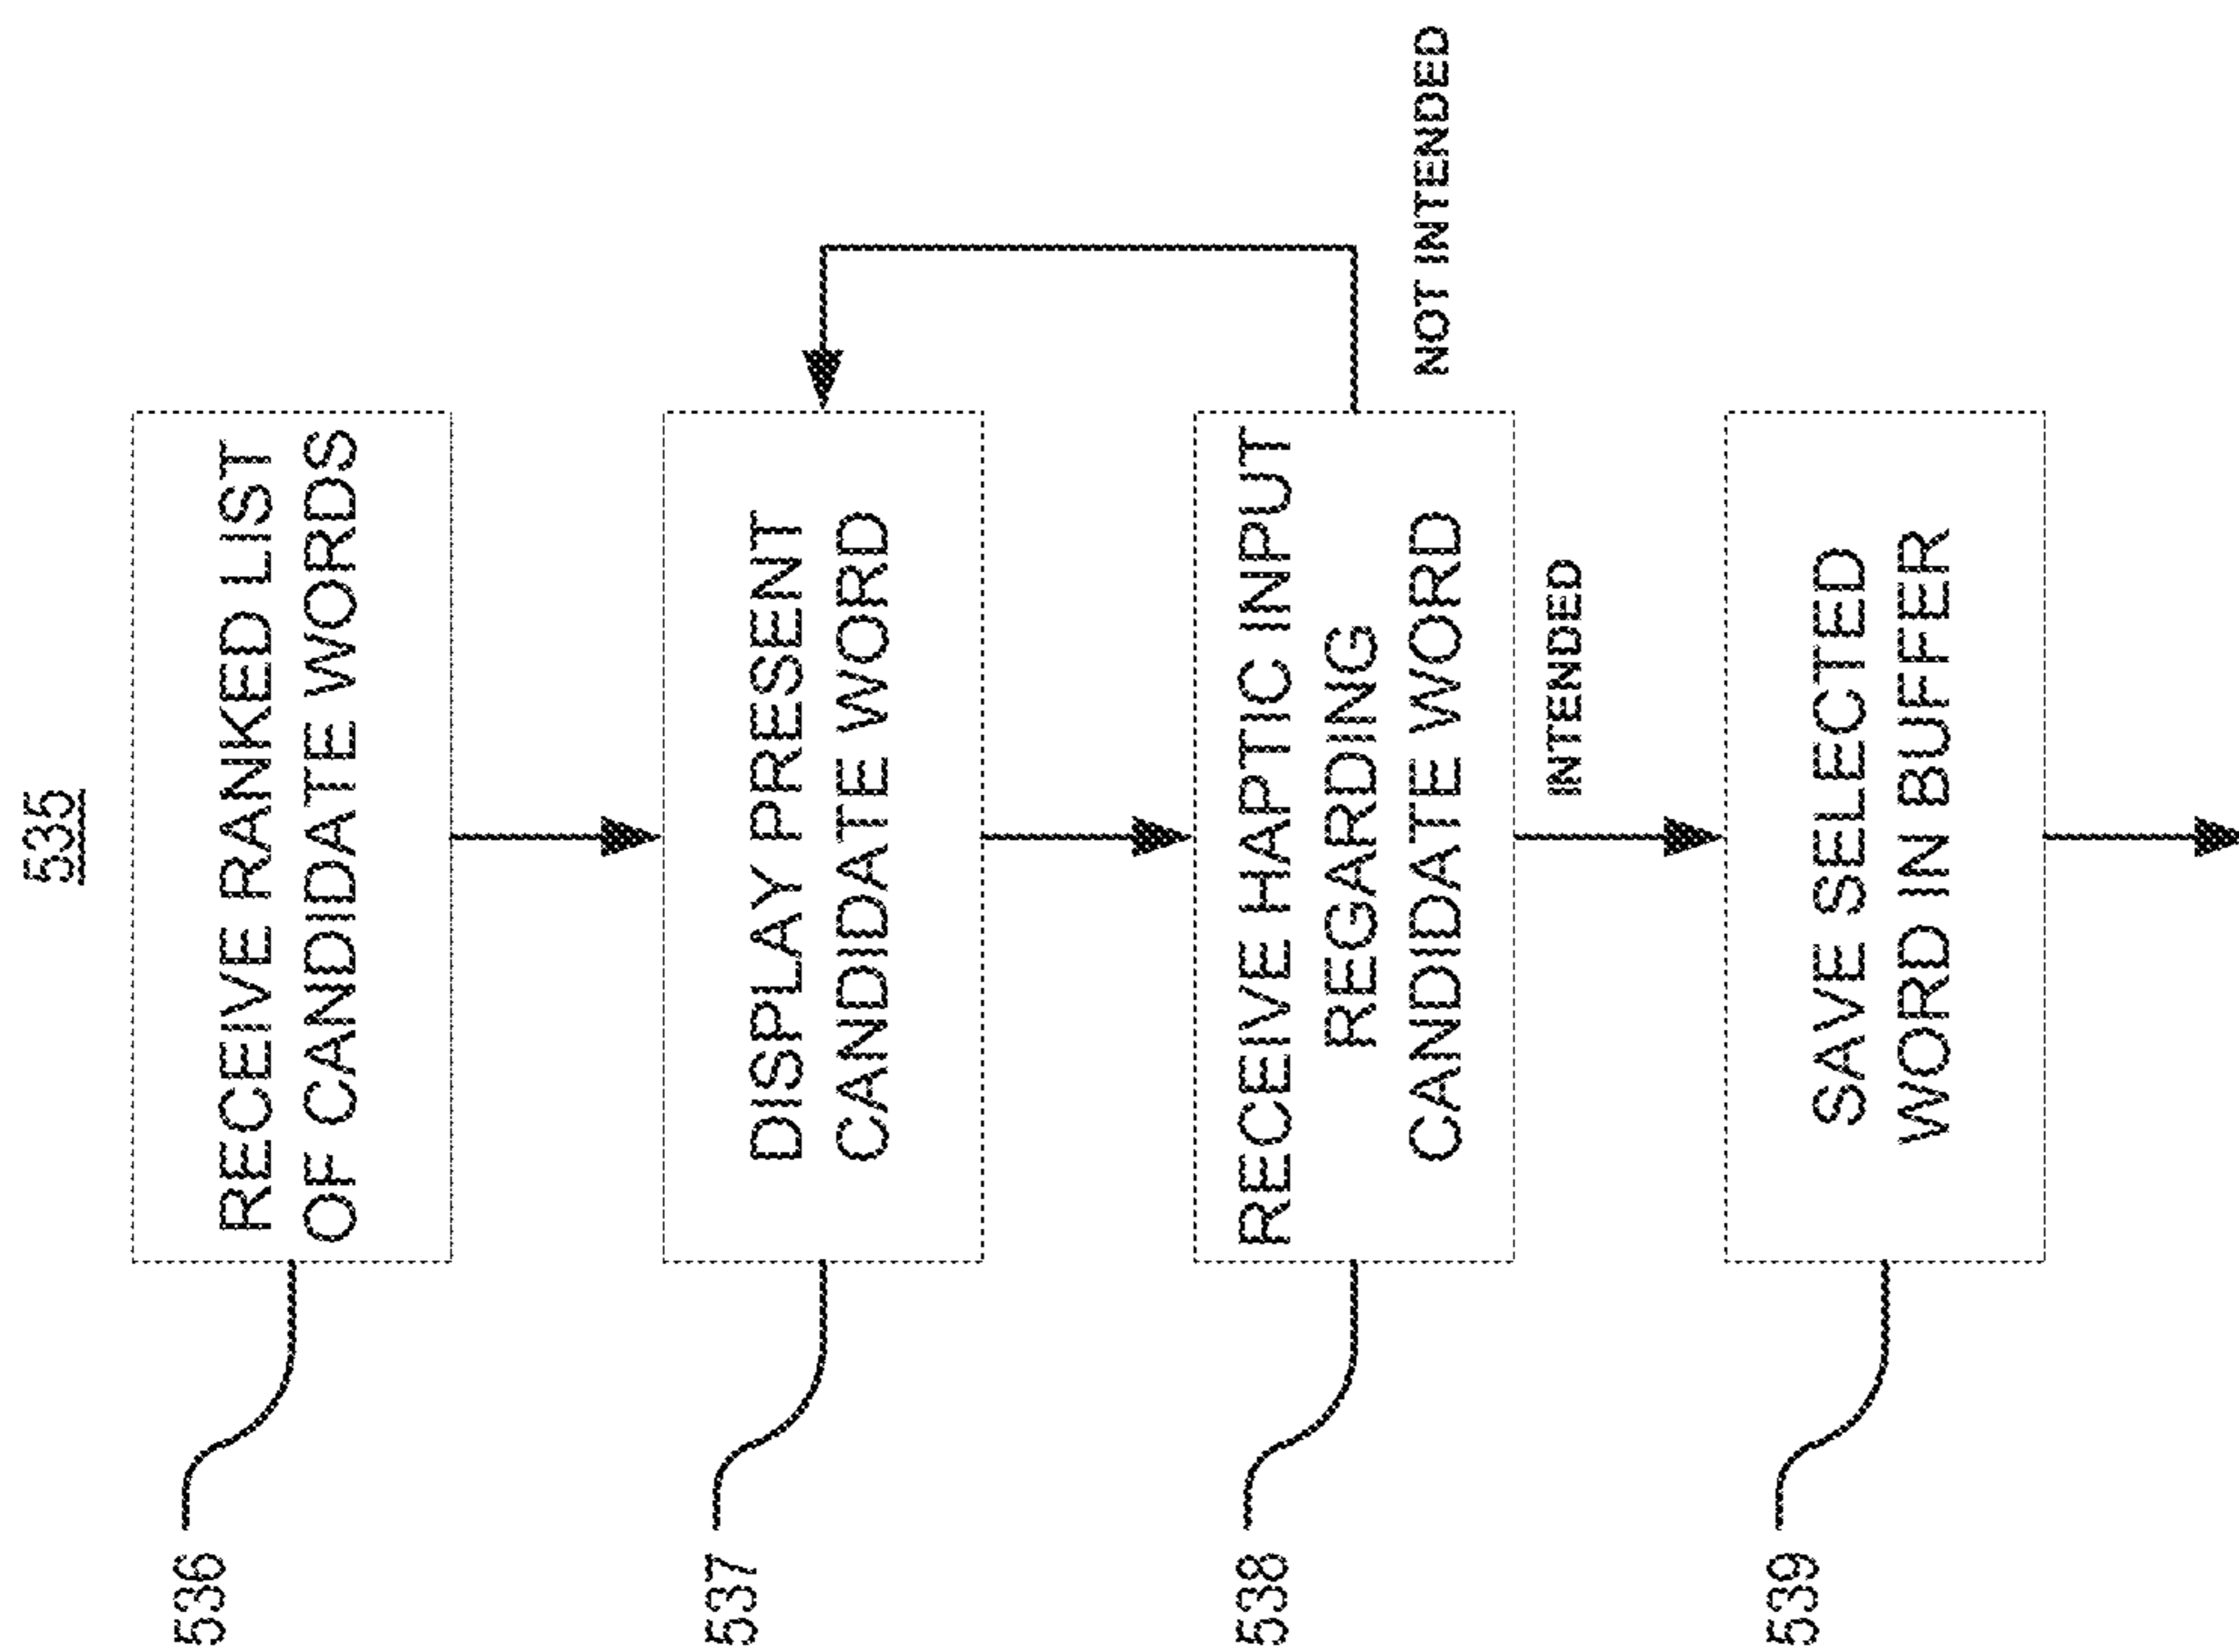 535
536
RECEIVE RANKED LIST
OF CANDIDATE WORDS
537
DISPLAY PRESENT
CANDIDATE WORD
538
RECEIVE HAPTIC INPUT
REGARDING
CANDIDATE WORD
NOT INTENDED
INTENDED
539
SAVE SELECTED
WORD IN BUFFER